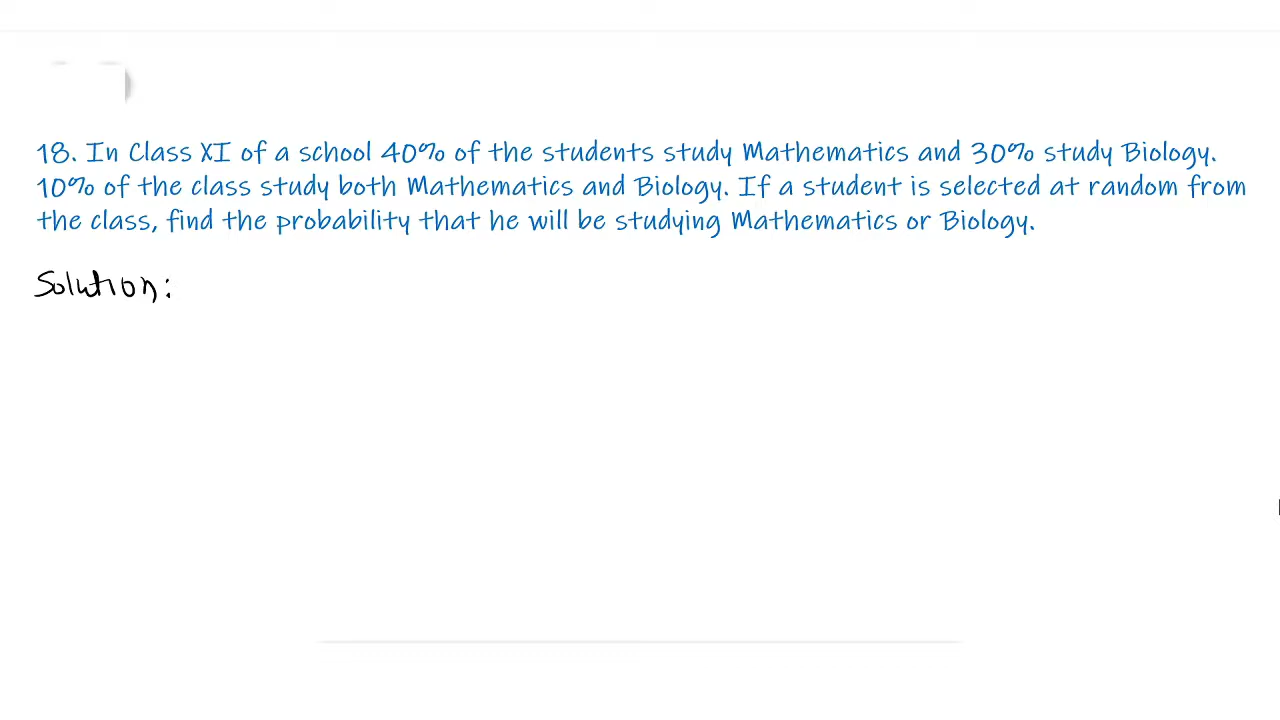 18. In Class XI of a school 40% of the students study Mathematics and 30% study Biology.
10% of the class study both Mathematics and Biology. If a student is selected at random from
the class, find the probability that he will be studying Mathematics or Biology.
Solution: